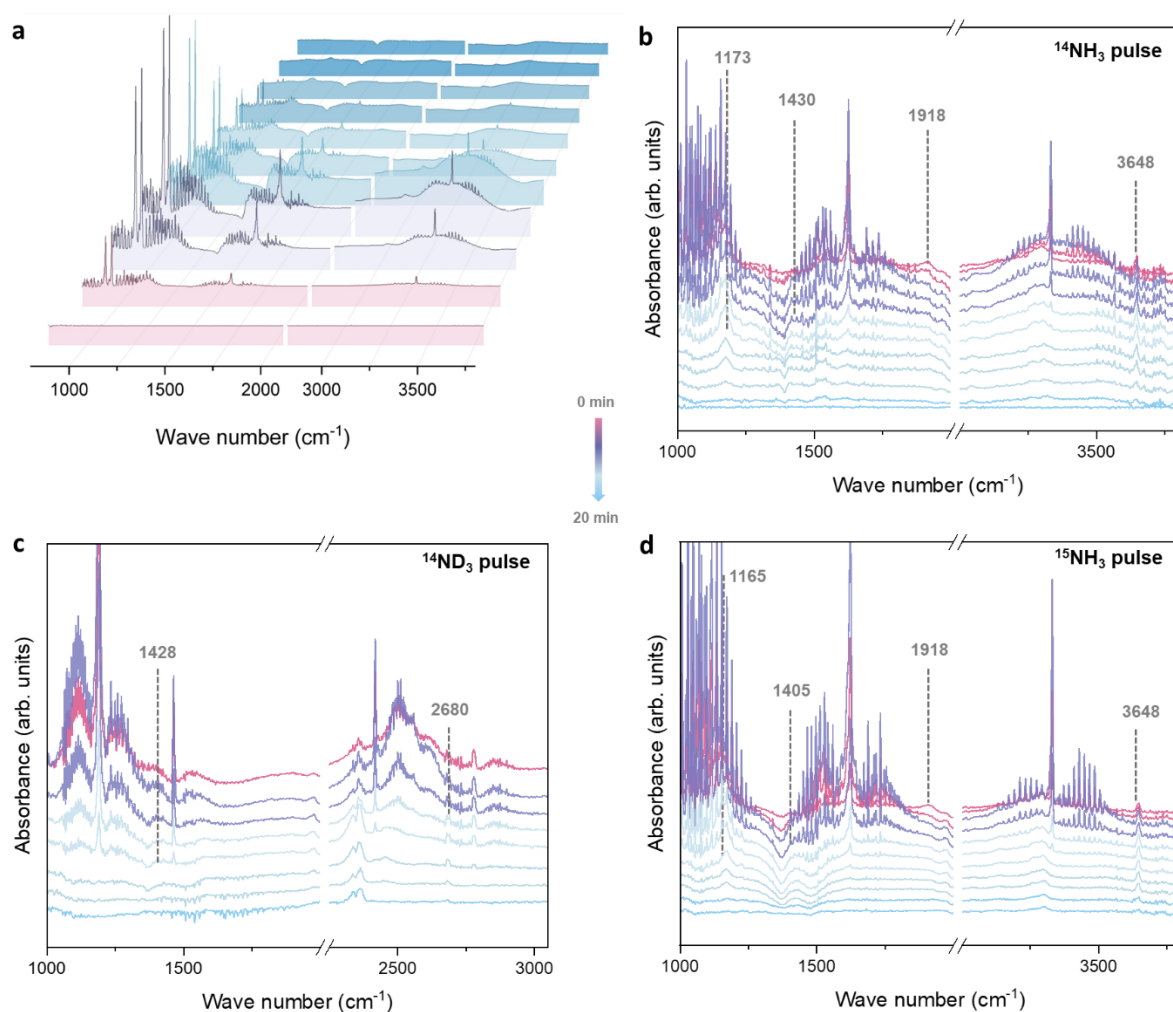 a
1000 1500 2000 3000 3500
Wave number (cm⁻¹)
b
¹⁴NH₃ pulse
1173
1430
1918
3648
Absorbance (arb. units)
1000 1500 3500
Wave number (cm⁻¹)
0 min
20 min
c
¹⁴ND₃ pulse
1428
2680
Absorbance (arb. units)
1000 1500 2500 3000
Wave number (cm⁻¹)
d
¹⁵NH₃ pulse
1165
1405
1918
3648
Absorbance (arb. units)
1000 1500 3500
Wave number (cm⁻¹)